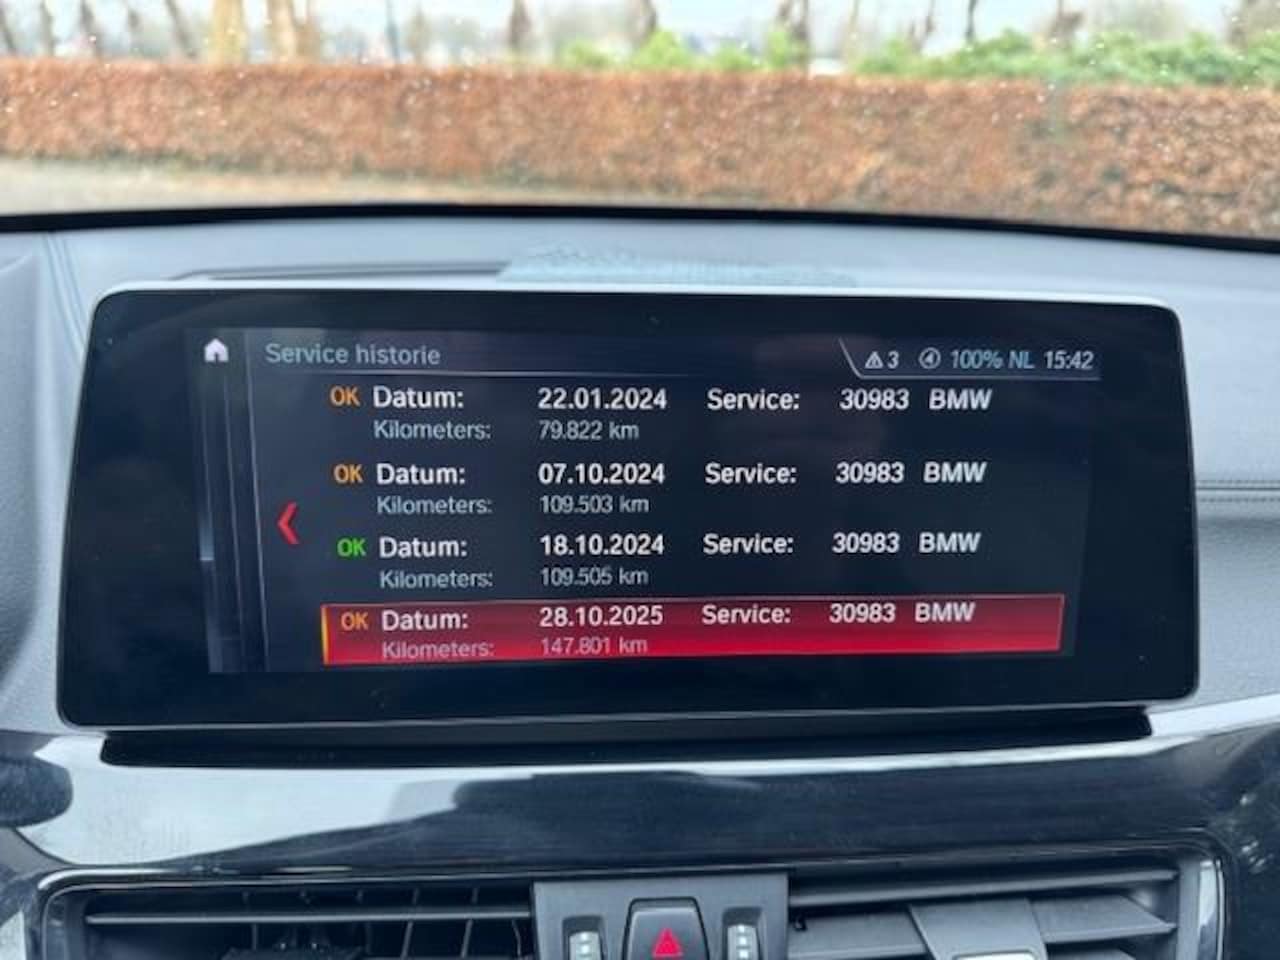 Service historie
3 4 100% NL 15:42
OK Datum: 22.01.2024 Service: 30983 BMW
Kilometers: 79.822 km
OK Datum: 07.10.2024 Service: 30983 BMW
Kilometers: 109.503 km
OK Datum: 18.10.2024 Service: 30983 BMW
Kilometers: 109.505 km
OK Datum: 28.10.2025 Service: 30983 BMW
Kilometers: 147.801 km